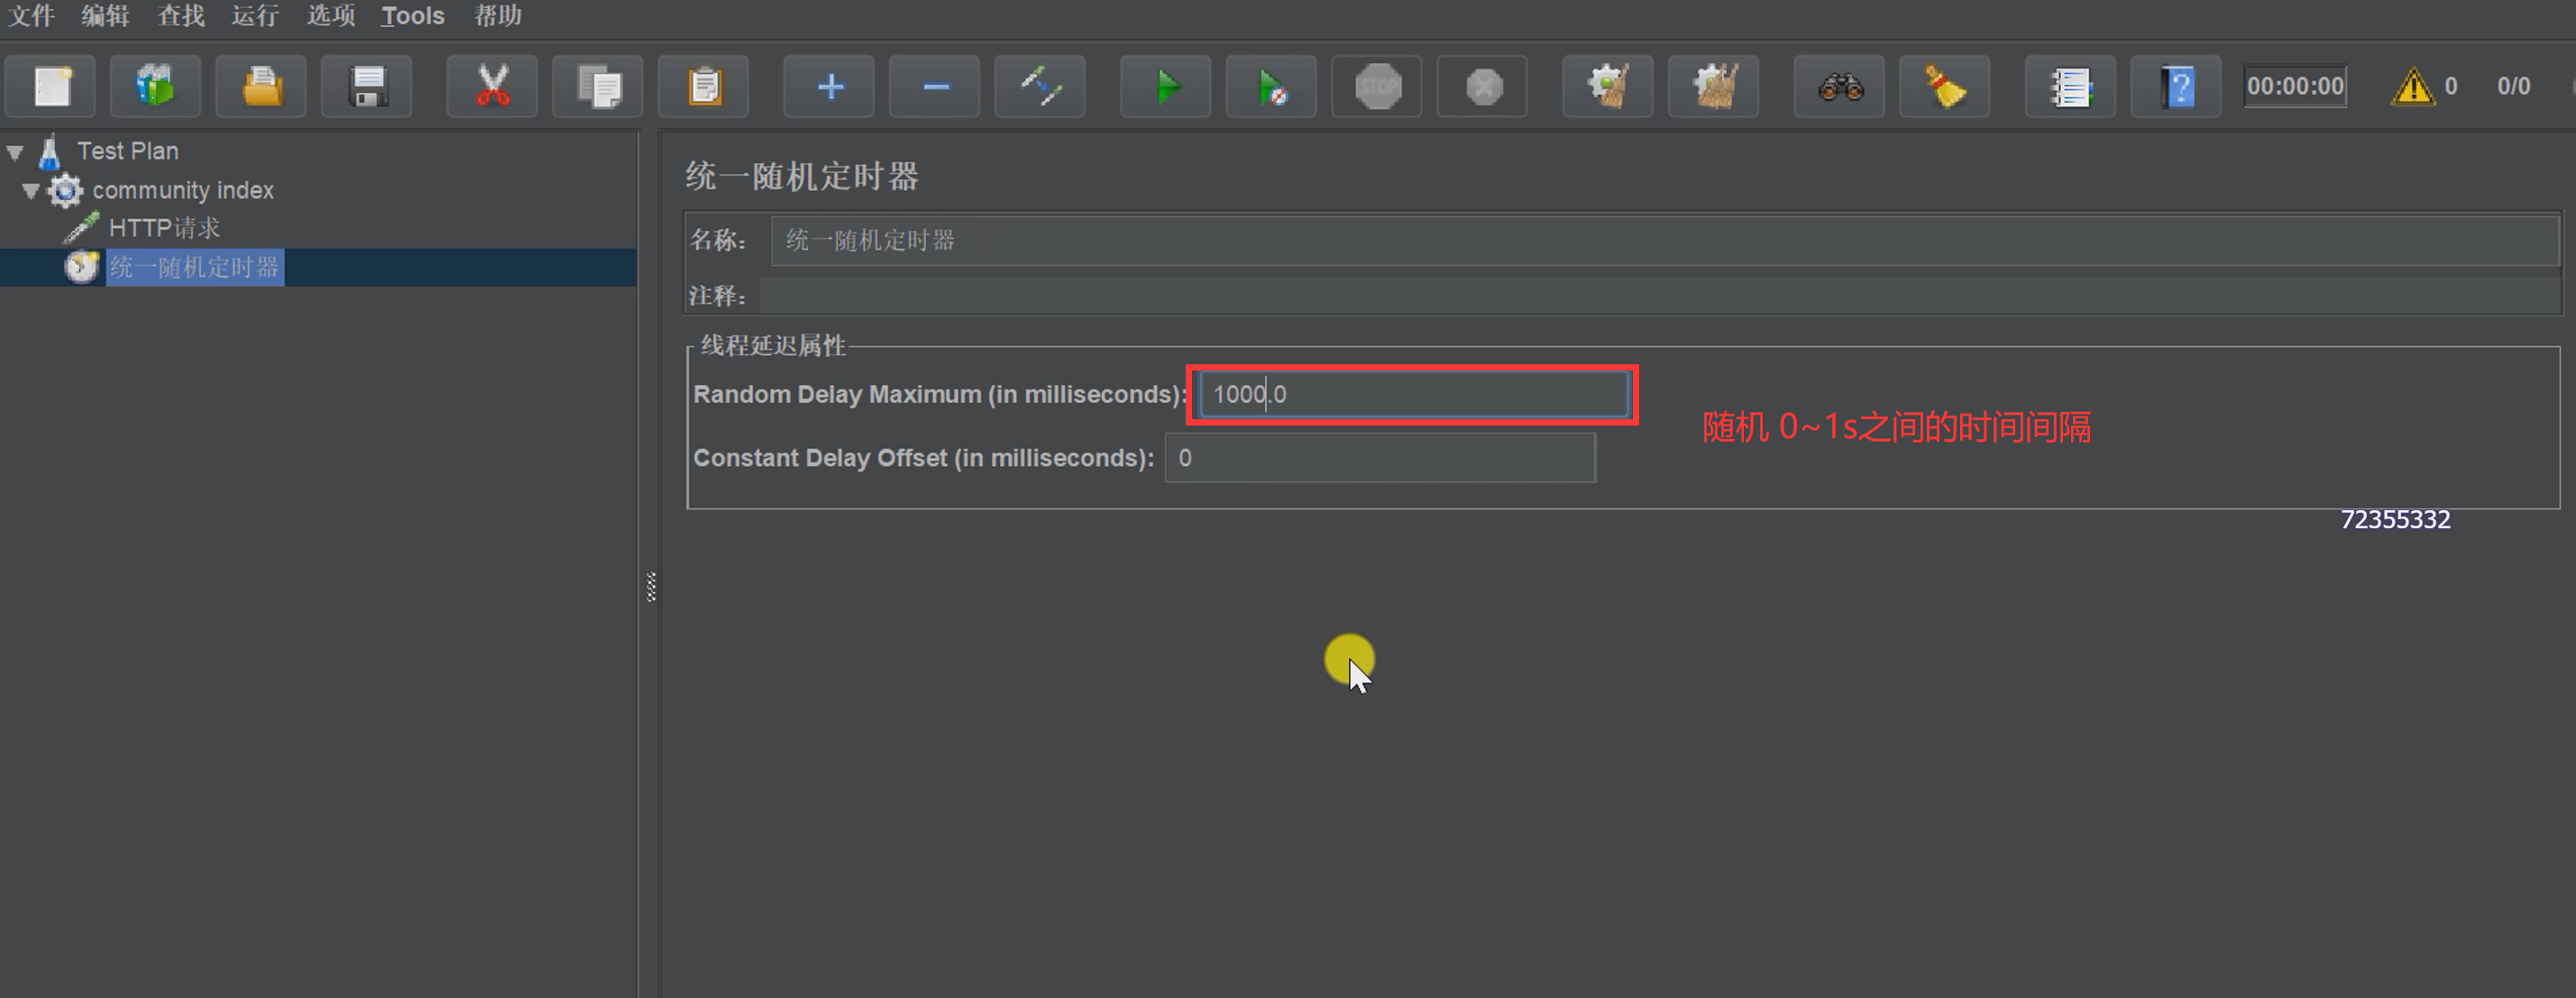 文件 编辑 查找 运行 选项 Tools 帮助
STOP
00:00:00 0 0/0
Test Plan
community index
HTTP请求
统一随机定时器
统一随机定时器
名称: 统一随机定时器
注释:
线程延迟属性
Random Delay Maximum (in milliseconds): 1000.0
随机 0~1s之间的时间间隔
Constant Delay Offset (in milliseconds): 0
72355332